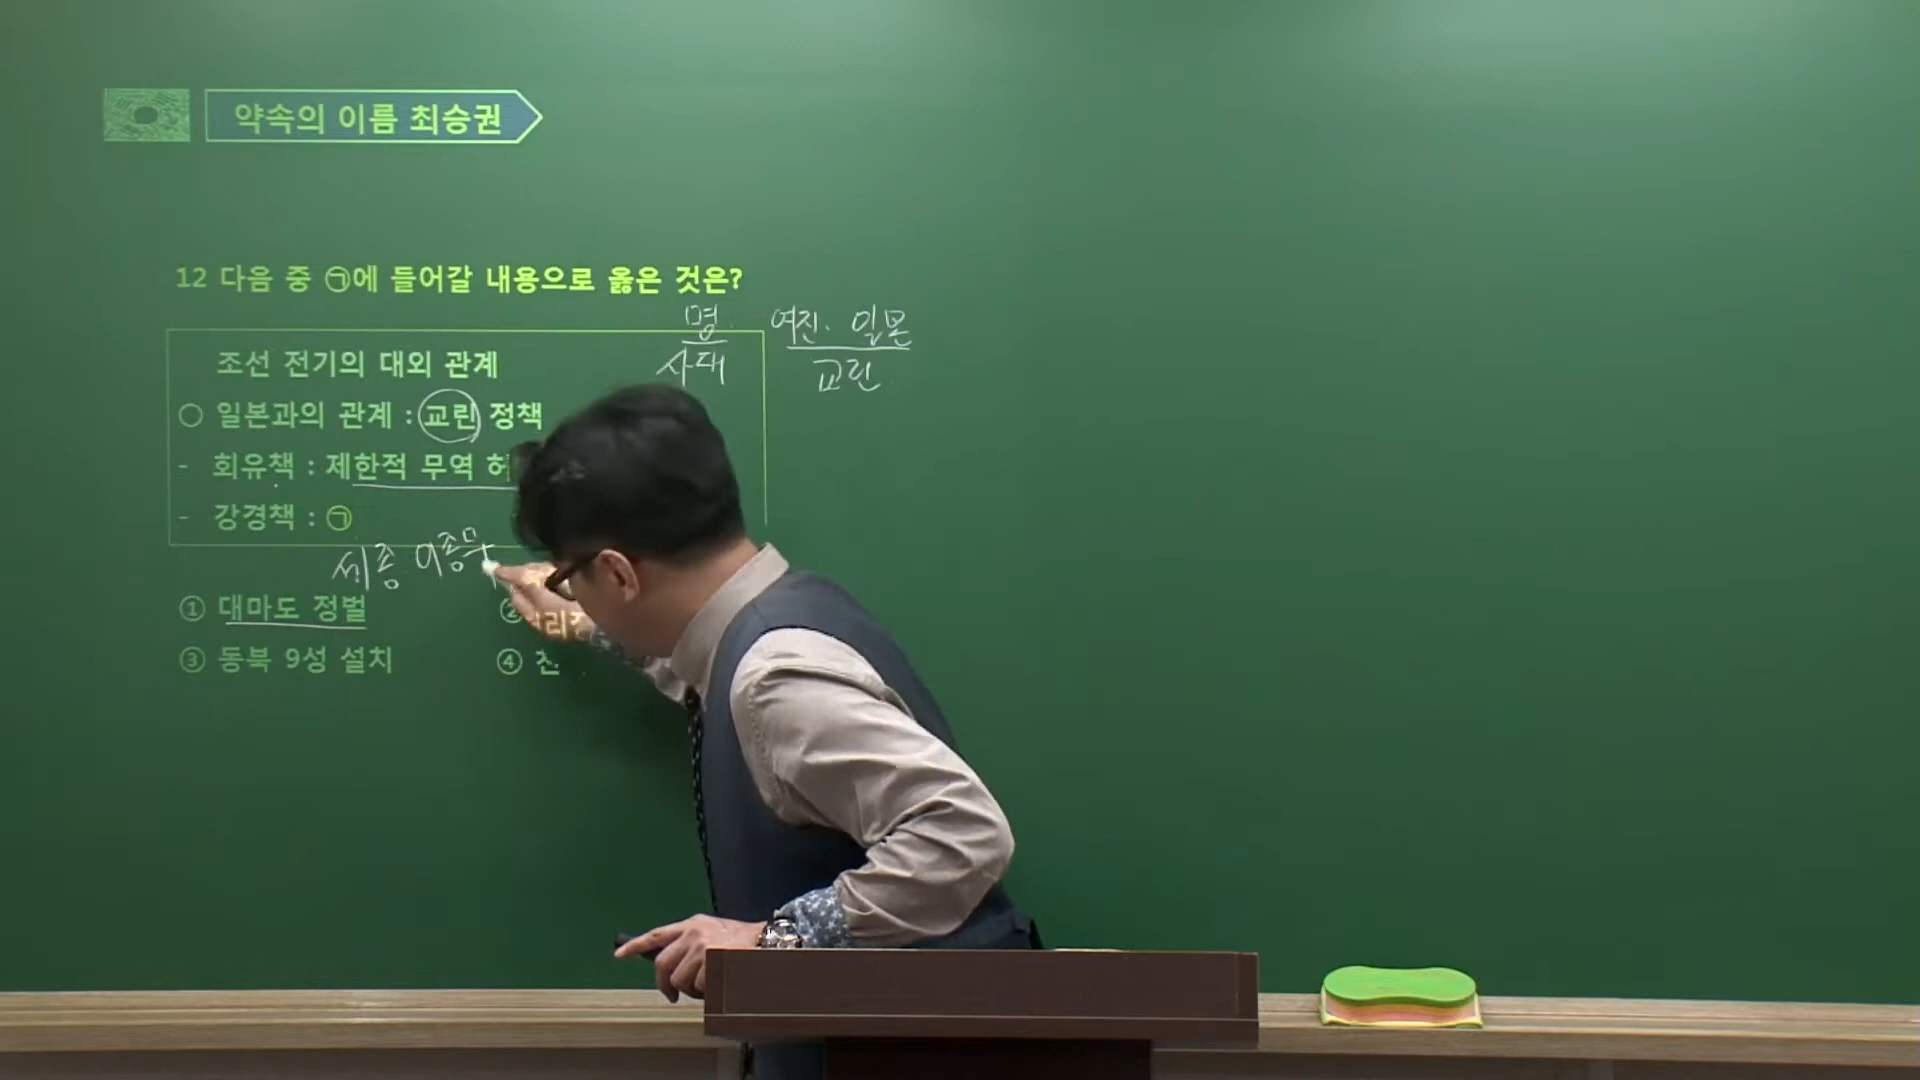 약속의 이름 최승권
12 다음 중 ㉠에 들어갈 내용으로 옳은 것은?
명 여진. 일본
사대 교린
조선 전기의 대외 관계
○ 일본과의 관계 : 교린 정책
- 회유책 : 제한적 무역 허
- 강경책 : ㉠
세종 이종무
① 대마도 정벌 ②
③ 동북 9성 설치 ④ 천